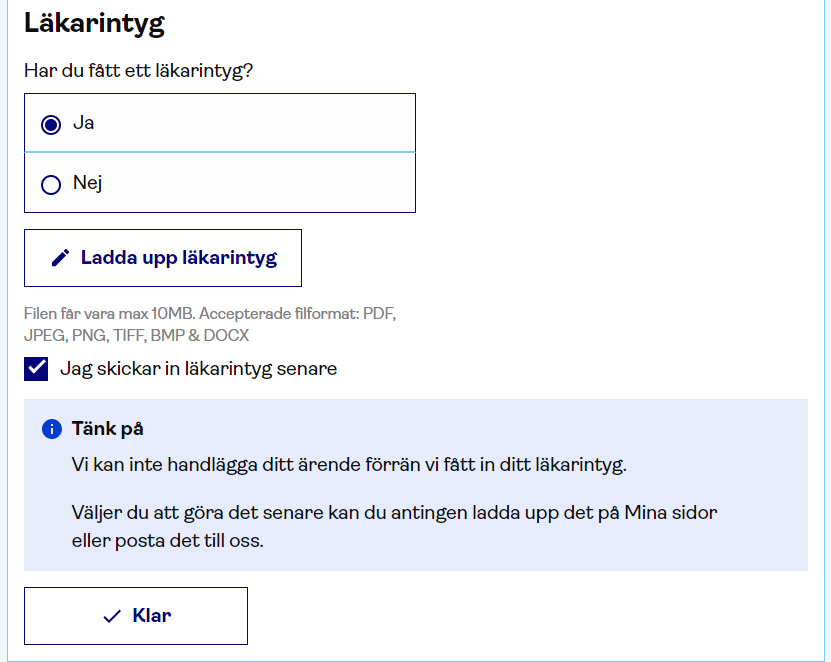 Läkarintyg
Har du fått ett läkarintyg?
Ja
Nej
Ladda upp läkarintyg
Filen får vara max 10MB. Accepterade filformat: PDF,
JPEG, PNG, TIFF, BMP & DOCX
Jag skickar in läkarintyg senare
Tänk på
Vi kan inte handlägga ditt ärende förrän vi fått in ditt läkarintyg.
Väljer du att göra det senare kan du antingen ladda upp det på Mina sidor
eller posta det till oss.
Klar